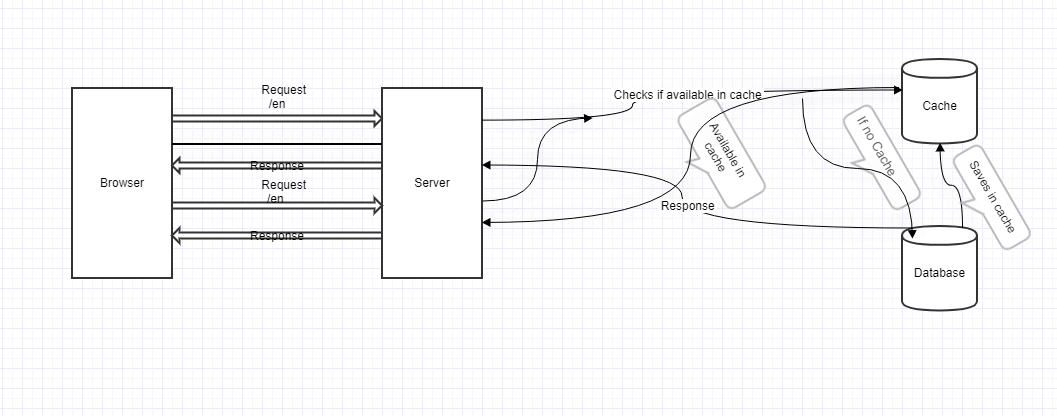 Request
/en
Checks if available in cache
Cache
Available in
cache
If no Cache
Response
Browser
Server
Saves in cache
Request
/en
Response
Response
Database